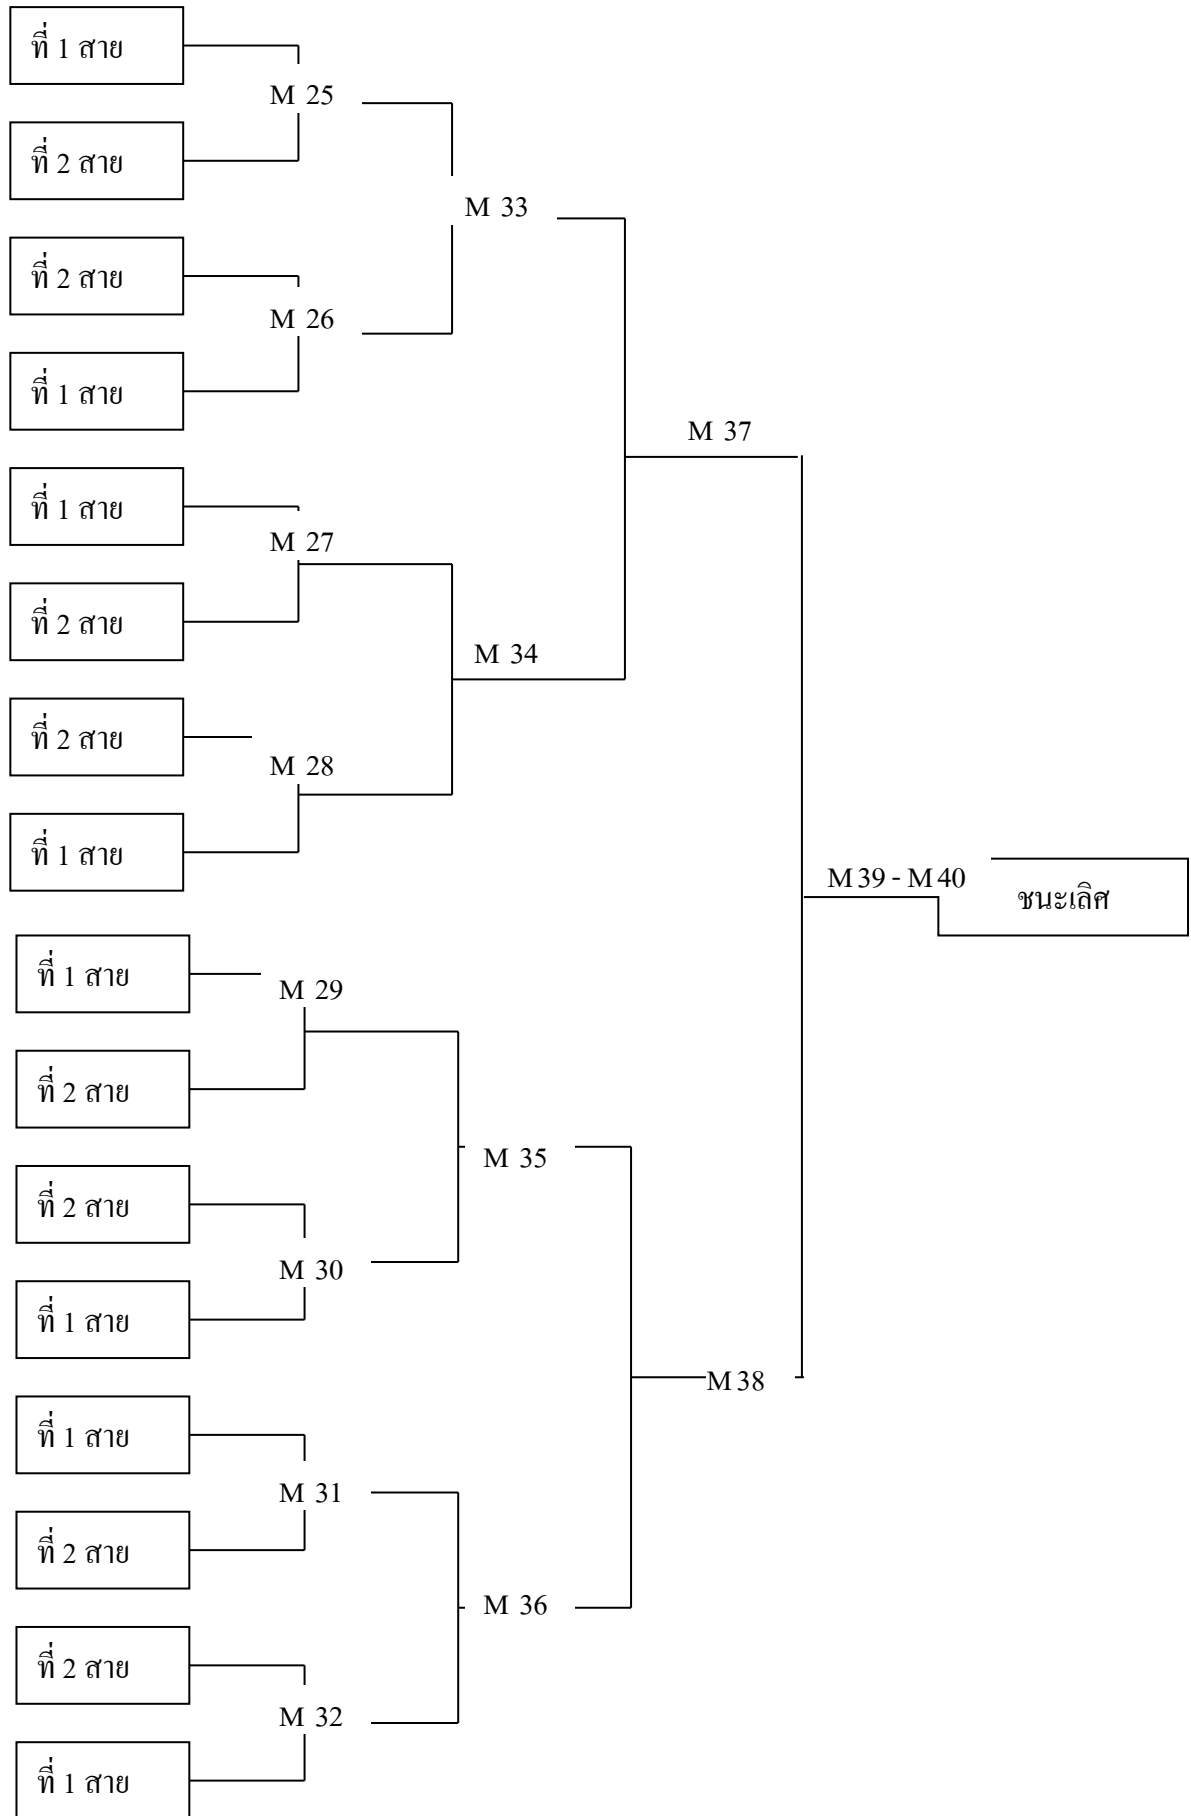 ที่ 1 สาย
M 25
ที่ 2 สาย
M 33
ที่ 2 สาย
M 26
ที่ 1 สาย
M 37
ที่ 1 สาย
M 27
ที่ 2 สาย
M 34
ที่ 2 สาย
M 28
ที่ 1 สาย
M 39 - M 40
ชนะเลิศ
ที่ 1 สาย
M 29
ที่ 2 สาย
M 35
ที่ 2 สาย
M 30
ที่ 1 สาย
M 38
ที่ 1 สาย
M 31
ที่ 2 สาย
M 36
ที่ 2 สาย
M 32
ที่ 1 สาย